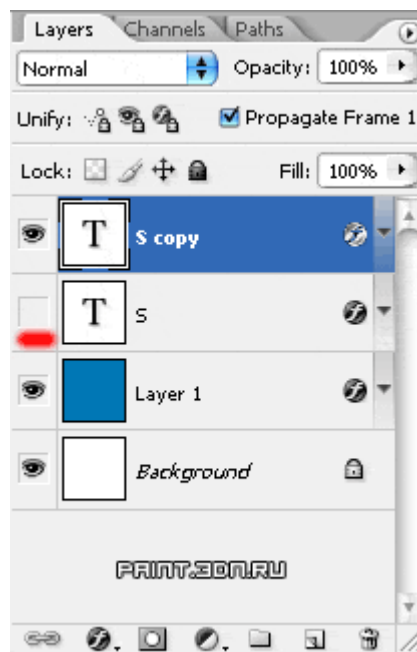 Layers Channels Paths
Normal Opacity: 100%
Unify: Propagate Frame 1
Lock: Fill: 100%
T S copy
T S
Layer 1
Background
PRINT.3DN.RU